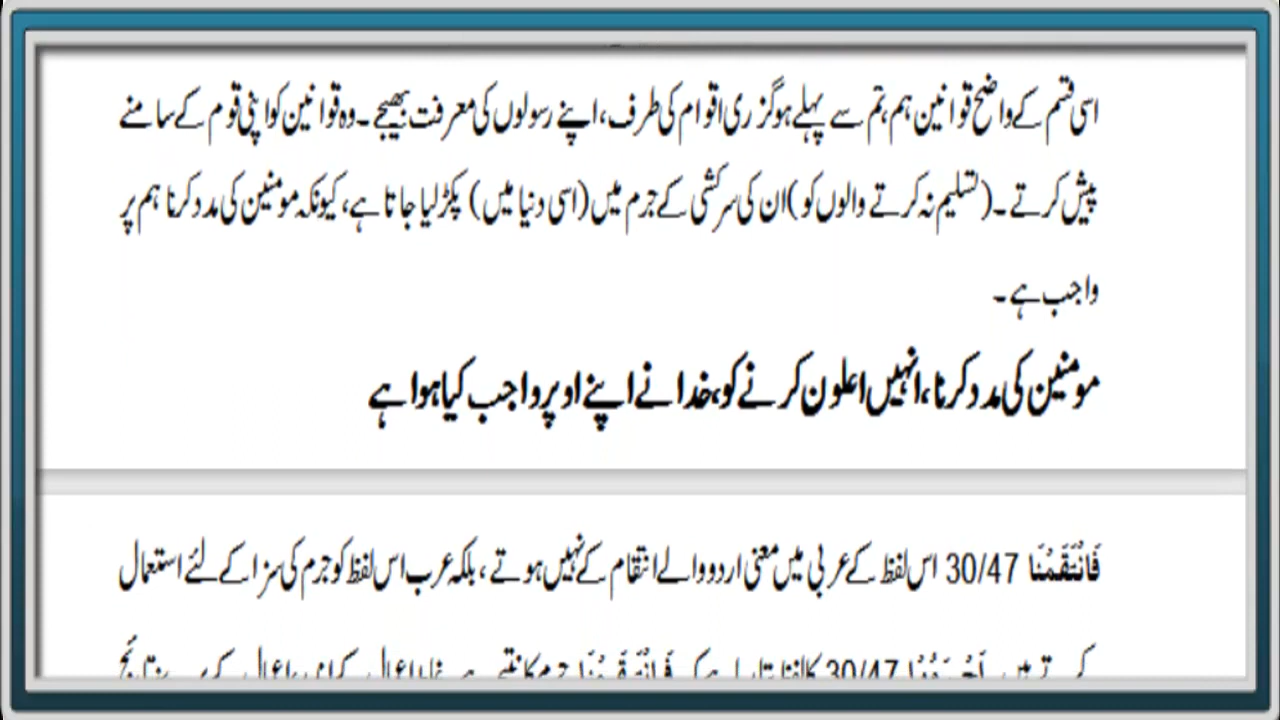 اسی قسم کے واضح قوانین ہم، تم سے پہلے ہو گزری اقوام کی طرف، اپنے رسولوں کی معرفت بھیجے۔ وہ قوانین کو اپنی قوم کے سامنے
پیش کرتے۔ (تسلیم نہ کرتے والوں کو) ان کی سرکشی کے جرم میں (اسی دنیا میں) پکڑ لیا جاتا ہے، کیونکہ مومنین کی مدد کرنا ہم پر
واجب ہے۔
مومنین کی مدد کرنا، انہیں اعلون کرنے کو، خدا نے اپنے اوپر واجب کیا ہوا ہے
فَانْتَقَمْنَا 30/47 اس لفظ کے عربی میں معنی اردو والے انتقام کے نہیں ہوتے، بلکہ عرب اس لفظ کو جرم کی سزا کے لئے استعمال